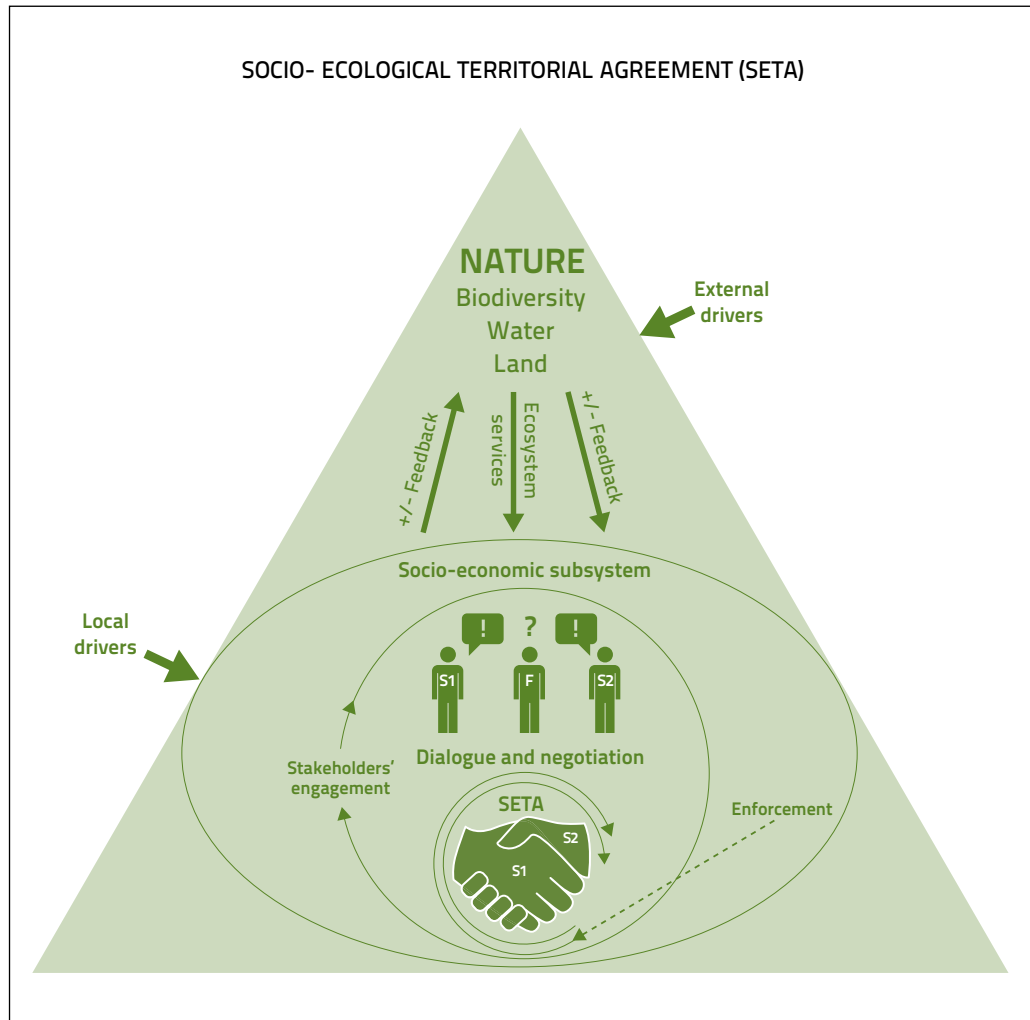 SOCIO- ECOLOGICAL TERRITORIAL AGREEMENT (SETA)
NATURE
Biodiversity
Water
Land
External
drivers
+/- Feedback
Ecosystem
services
+/- Feedback
Socio-economic subsystem
Local
drivers
! ? !
S1 F S2
Dialogue and negotiation
Stakeholders'
engagement
SETA
Enforcement
S2
S1